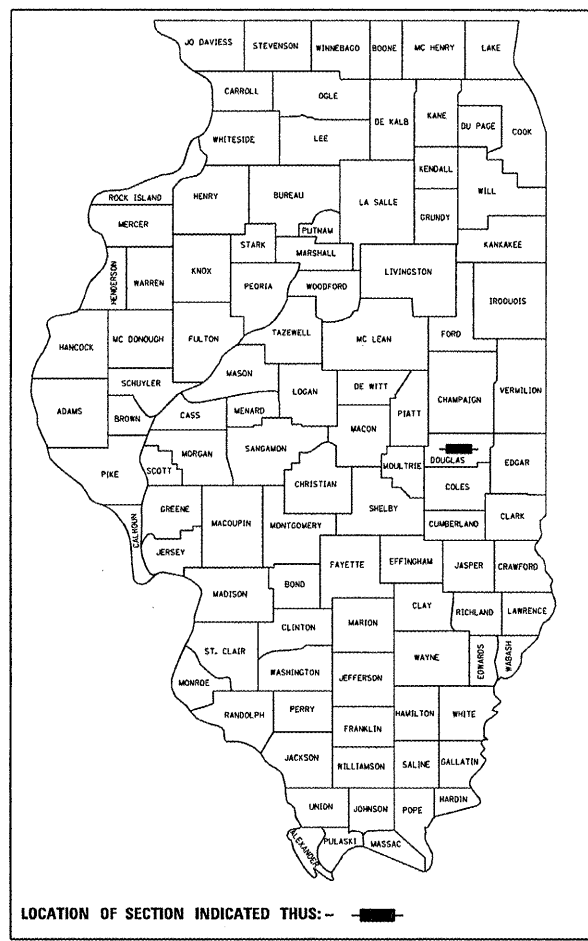 JO DAVIESS STEVENSON WINNEBAGO BOONE MC HENRY LAKE
CARROLL OGLE DE KALB KANE DU PAGE COOK
WHITESIDE LEE
KENDALL WILL
ROCK ISLAND HENRY BUREAU LA SALLE GRUNDY
MERCER PUTNAM
STARK MARSHALL KANKAKEE
HENDERSON WARREN KNOX PEORIA WOODFORD LIVINGSTON IROQUOIS
HANCOCK MC DONOUGH FULTON TAZEWELL MC LEAN FORD
MASON
SCHUYLER LOGAN DE WITT CHAMPAIGN VERMILION
ADAMS BROWN CASS MENARD MACON PIATT
MORGAN SANGAMON DOUGLAS EDGAR
PIKE SCOTT CHRISTIAN MOULTRIE
COLES
GREENE SHELBY
CALHOUN MACOUPIN MONTGOMERY CUMBERLAND CLARK
JERSEY
FAYETTE EFFINGHAM JASPER CRAWFORD
MADISON BOND
CLAY RICHLAND LAWRENCE
CLINTON MARION
ST. CLAIR WAYNE EDWARDS WABASH
WASHINGTON JEFFERSON
MONROE
RANDOLPH PERRY HAMILTON WHITE
FRANKLIN
JACKSON WILLIAMSON SALINE GALLATIN
UNION JOHNSON POPE HARDIN
ALEXANDER PULASKI MASSAC
LOCATION OF SECTION INDICATED THUS: -